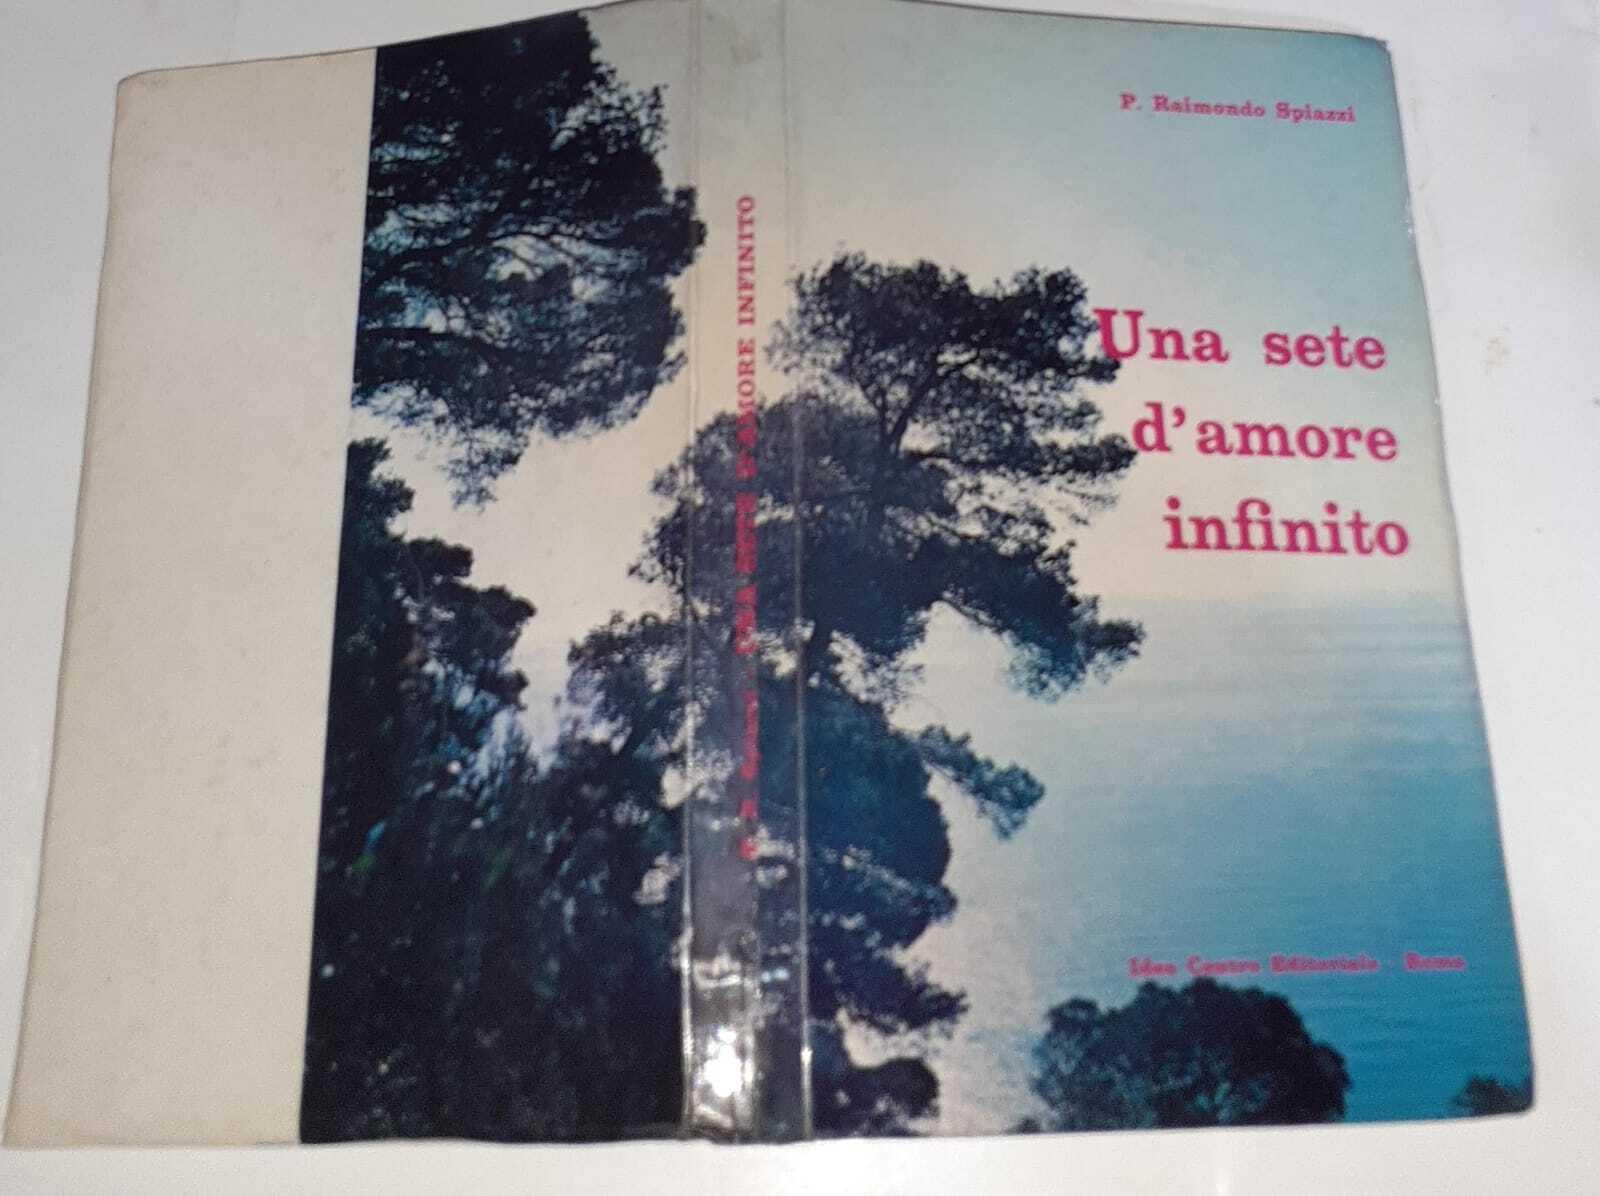 P. Raimondo Spiazzi
Una sete
d'amore
infinito
Idea Centro Editoriale - Roma
UNA SETE D'AMORE INFINITO